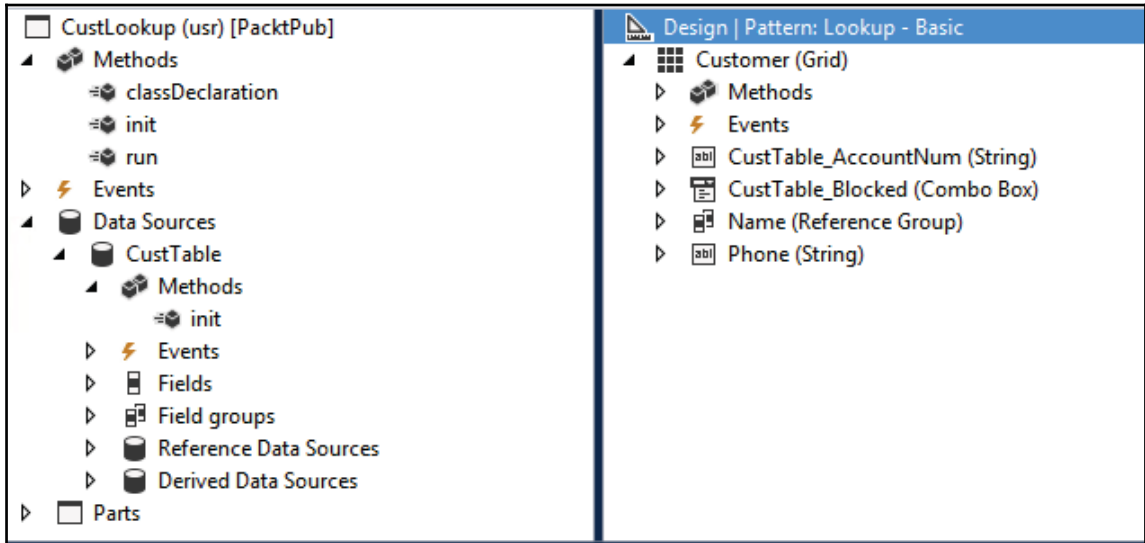 CustLookup (usr) [PacktPub]
Methods
classDeclaration
init
run
Events
Data Sources
CustTable
Methods
init
Events
Fields
Field groups
Reference Data Sources
Derived Data Sources
Parts
Design | Pattern: Lookup - Basic
Customer (Grid)
Methods
Events
abl CustTable_AccountNum (String)
CustTable_Blocked (Combo Box)
Name (Reference Group)
abl Phone (String)